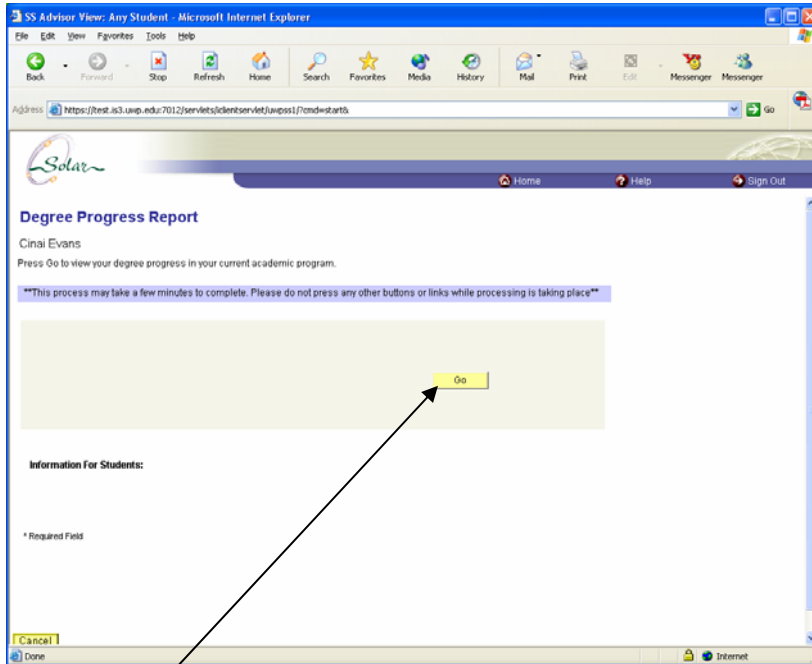 SS Advisor View: Any Student - Microsoft Internet Explorer
File Edit View Favorites Tools Help
Back Forward Stop Refresh Home Search Favorites Media History Mail Print Edit Messenger Messenger
Address https://test.is3.uwp.edu:7012/servlets/iclientservlet/uwpss1/?cmd=start& Go
Solar
Home Help Sign Out
Degree Progress Report
Cinai Evans
Press Go to view your degree progress in your current academic program.
**This process may take a few minutes to complete. Please do not press any other buttons or links while processing is taking place**
Go
Information For Students:
* Required Field
Cancel
Done Internet